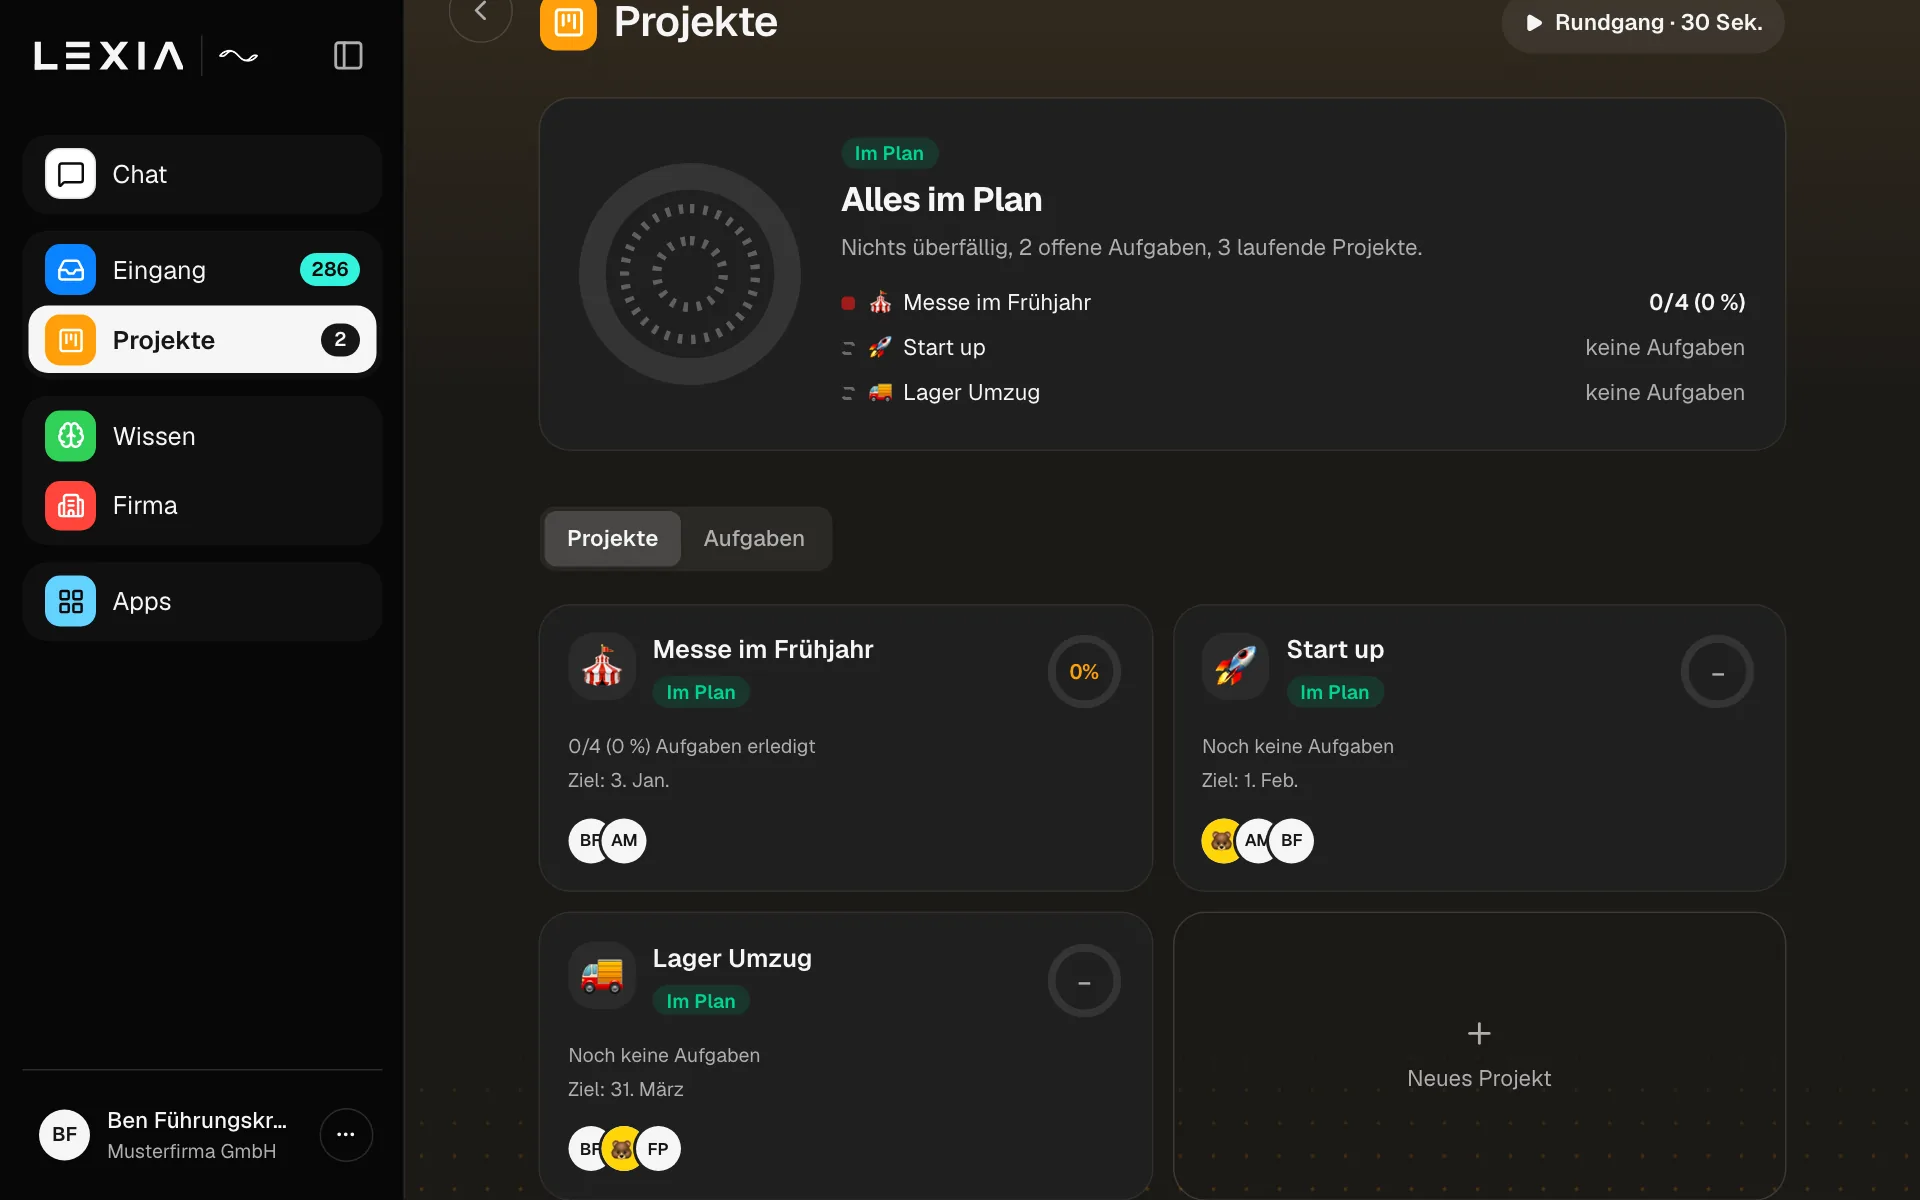 LEXIA
Chat
Eingang 286
Projekte 2
Wissen
Firma
Apps
BF
Ben Führungskr...
Musterfirma GmbH
Projekte
Rundgang · 30 Sek.
Im Plan
Alles im Plan
Nichts überfällig, 2 offene Aufgaben, 3 laufende Projekte.
Messe im Frühjahr 0/4 (0 %)
Start up keine Aufgaben
Lager Umzug keine Aufgaben
Projekte Aufgaben
Messe im Frühjahr
Im Plan
0%
0/4 (0 %) Aufgaben erledigt
Ziel: 3. Jan.
BF AM
Start up
Im Plan
–
Noch keine Aufgaben
Ziel: 1. Feb.
AM BF
Lager Umzug
Im Plan
–
Noch keine Aufgaben
Ziel: 31. März
BF FP
Neues Projekt